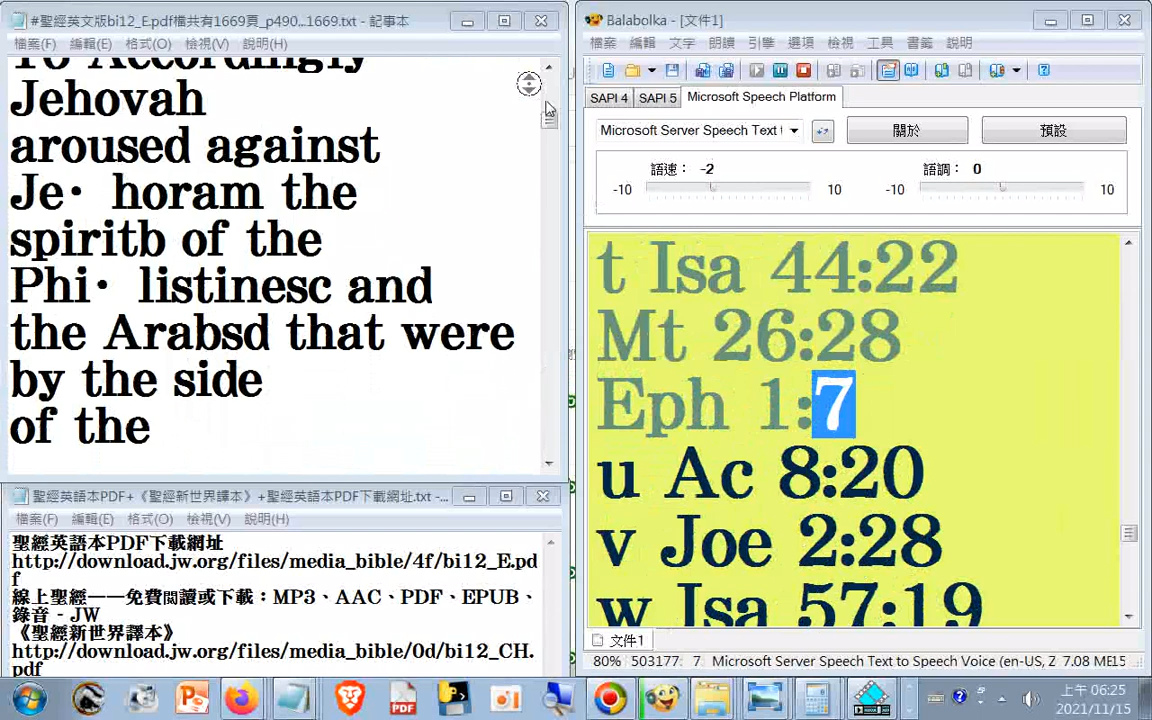 #聖經英文版bi12_E.pdf檔共有1669頁_p490...1669.txt - 記事本
檔案(F) 編輯(E) 格式(O) 檢視(V) 說明(H)
To Accordingly
Jehovah
aroused against
Je· horam the
spiritb of the
Phi· listinesc and
the Arabsd that were
by the side
of the
聖經英語本PDF+《聖經新世界譯本》+聖經英語本PDF下載網址.txt -...
檔案(F) 編輯(E) 格式(O) 檢視(V) 說明(H)
聖經英語本PDF下載網址
http://download.jw.org/files/media_bible/4f/bi12_E.pd
f
線上聖經——免費閱讀或下載：MP3、AAC、PDF、EPUB、
錄音 - JW
《聖經新世界譯本》
http://download.jw.org/files/media_bible/0d/bi12_CH.
pdf
Balabolka - [文件1]
檔案 編輯 文字 朗讀 引擎 選項 檢視 工具 書籤 說明
SAPI 4 SAPI 5 Microsoft Speech Platform
Microsoft Server Speech Text 關於 預設
語速： -2 語調： 0
-10 10 -10 10
t Isa 44:22
Mt 26:28
Eph 1:7
u Ac 8:20
v Joe 2:28
w Isa 57:19
文件1
80% 503177: 7 Microsoft Server Speech Text to Speech Voice (en-US, Z 7.08 ME15
PDF
上午 06:25
2021/11/15